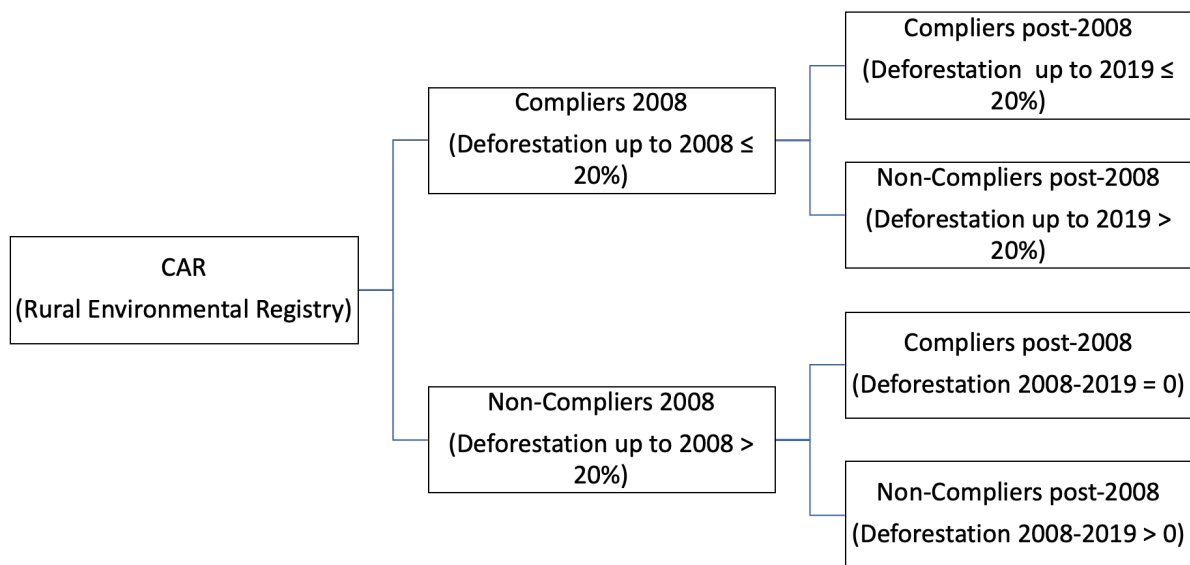 CAR
(Rural Environmental Registry)
Compliers 2008
(Deforestation up to 2008 ≤
20%)
Non-Compliers 2008
(Deforestation up to 2008 >
20%)
Compliers post-2008
(Deforestation  up to 2019 ≤
20%)
Non-Compliers post-2008
(Deforestation up to 2019 >
20%)
Compliers post-2008
(Deforestation 2008-2019 = 0)
Non-Compliers post-2008
(Deforestation 2008-2019 > 0)